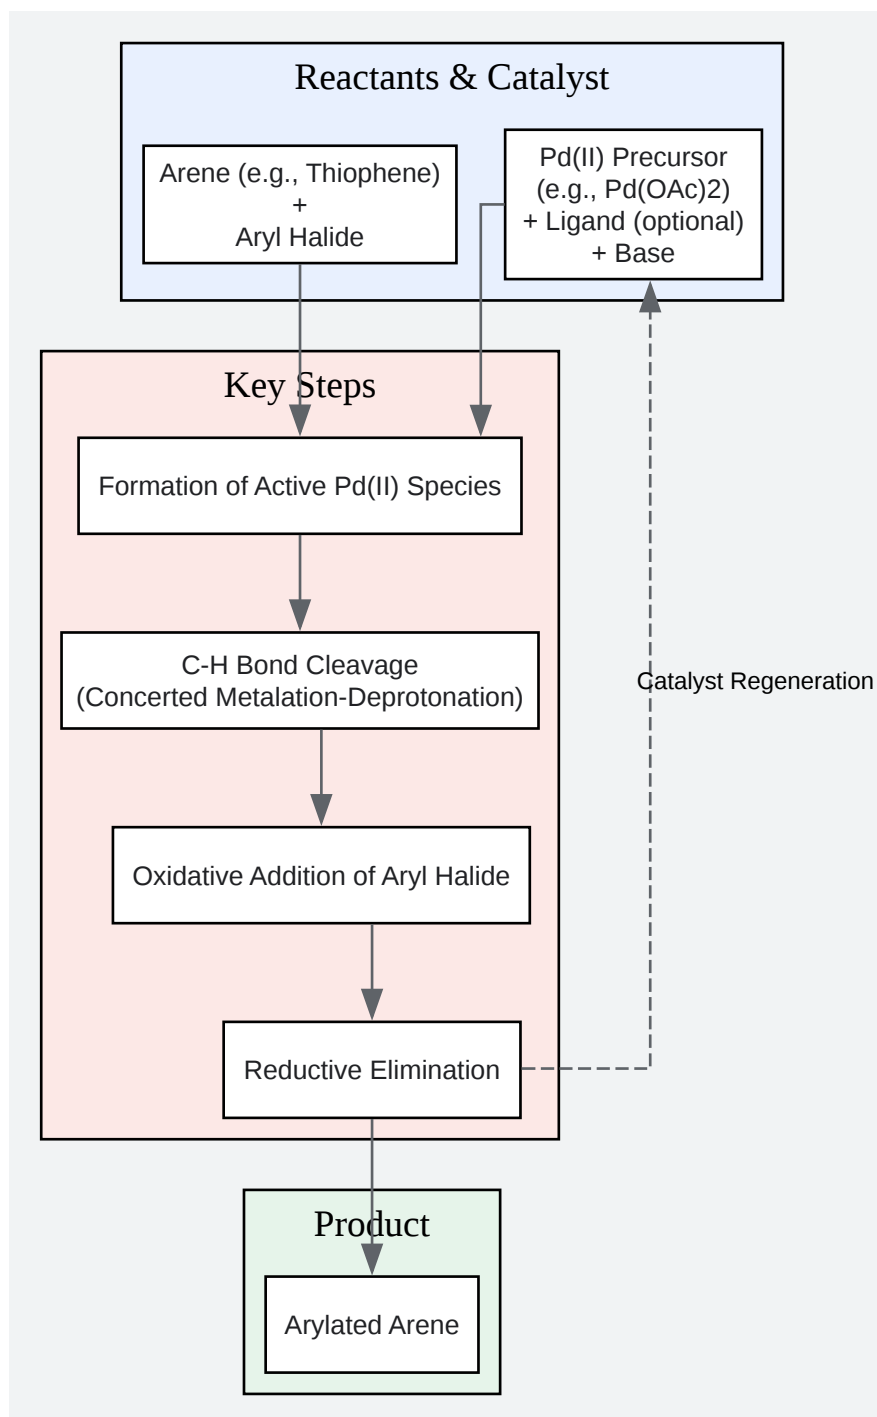 Reactants & Catalyst
Arene (e.g., Thiophene)
+
Aryl Halide
Pd(II) Precursor
(e.g., Pd(OAc)2)
+ Ligand (optional)
+ Base
Key Steps
Formation of Active Pd(II) Species
C-H Bond Cleavage
(Concerted Metalation-Deprotonation)
Catalyst Regeneration
Oxidative Addition of Aryl Halide
Reductive Elimination
Product
Arylated Arene